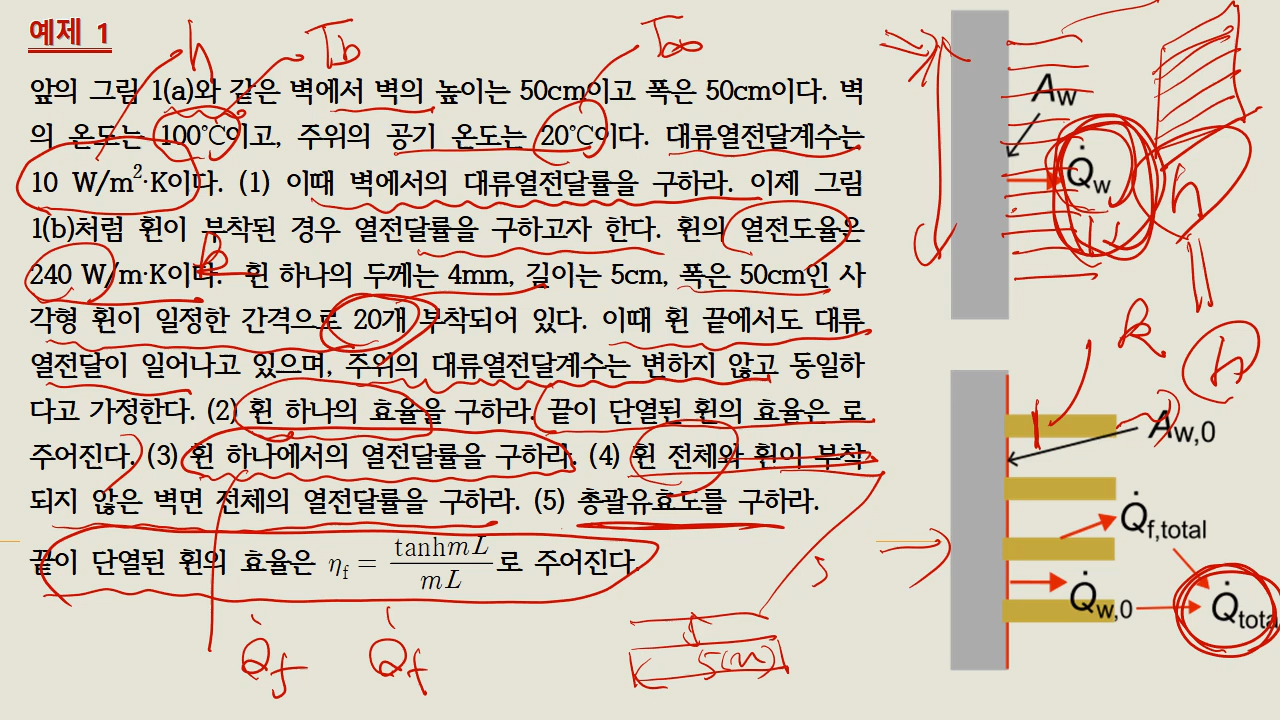 예제 1
h
Tb
T∞
앞의 그림 1(a)와 같은 벽에서 벽의 높이는 50cm이고 폭은 50cm이다. 벽
의 온도는 100℃이고, 주위의 공기 온도는 20℃이다. 대류열전달계수는
10 W/m²·K이다. (1) 이때 벽에서의 대류열전달률을 구하라. 이제 그림
1(b)처럼 휜이 부착된 경우 열전달률을 구하고자 한다. 휜의 열전도율은
240 W/m·K이다. 휜 하나의 두께는 4mm, 길이는 5cm, 폭은 50cm인 사
각형 휜이 일정한 간격으로 20개 부착되어 있다. 이때 휜 끝에서도 대류
열전달이 일어나고 있으며, 주위의 대류열전달계수는 변하지 않고 동일하
다고 가정한다. (2) 휜 하나의 효율을 구하라. 끝이 단열된 휜의 효율은 로
주어진다. (3) 휜 하나에서의 열전달률을 구하라. (4) 휜 전체와 휜이 부착
되지 않은 벽면 전체의 열전달률을 구하라. (5) 총괄유효도를 구하라.
끝이 단열된 휜의 효율은 η_f = tanh mL / mL 로 주어진다.
Q̇f Q̇f
A_w
Q̇_w
h
k
h
A_w,0
Q̇_f,total
Q̇_w,0
Q̇_tota